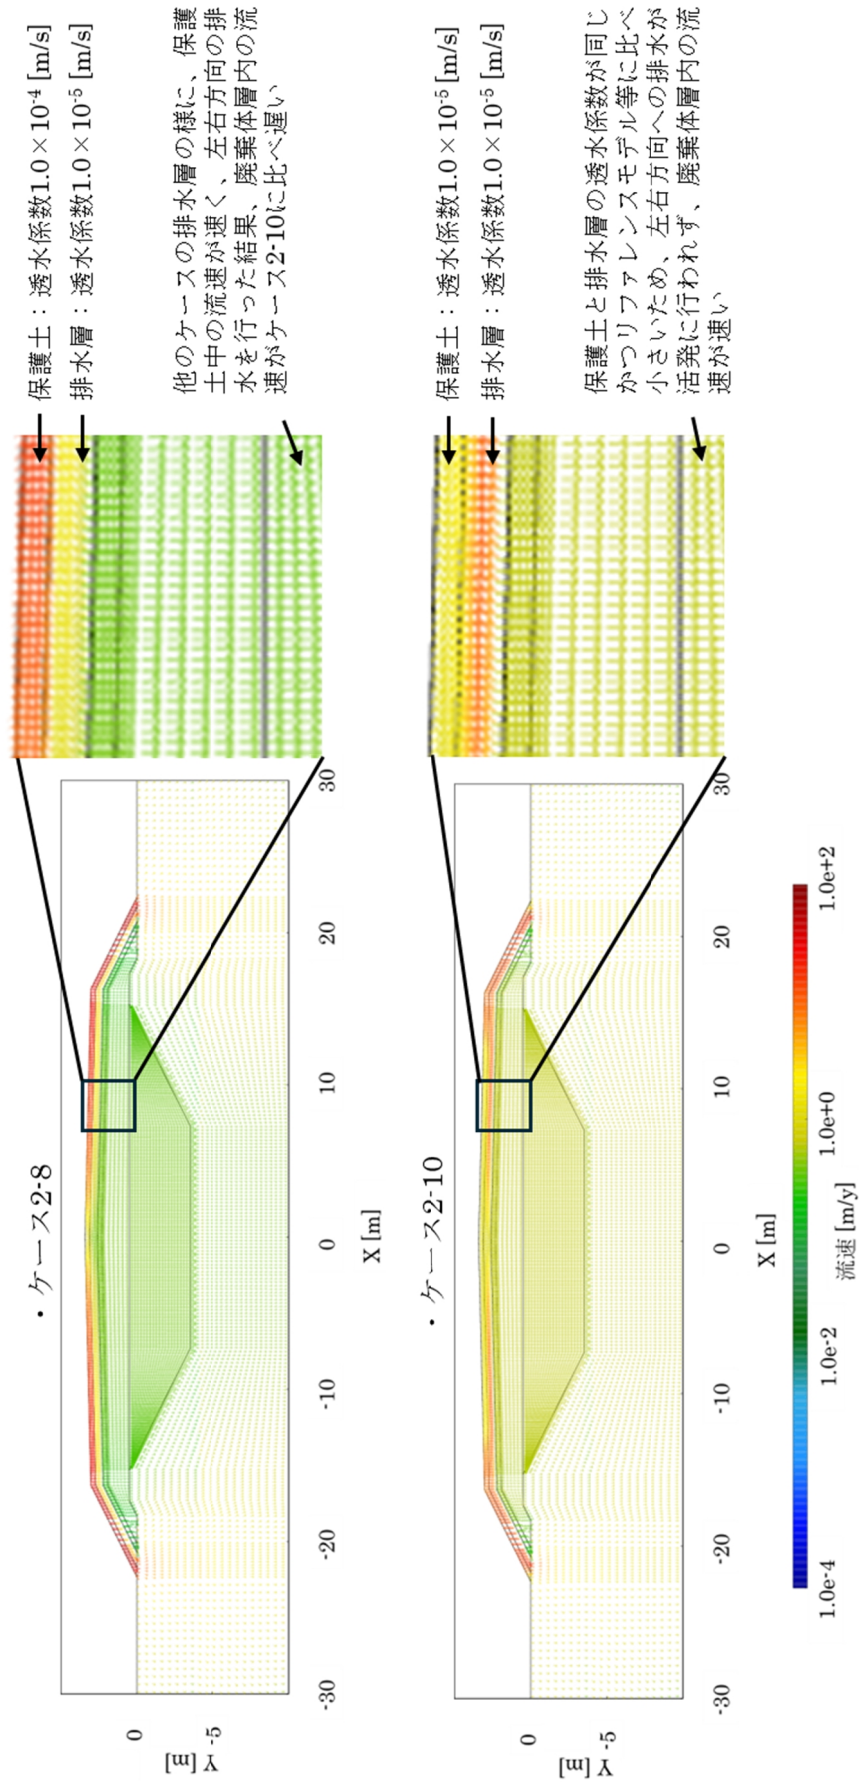 ・ケース2-8
Y [m]
0
-5
-30
-20
-10
0
10
20
30
X [m]
保護土：透水係数1.0×10⁻⁴ [m/s]
排水層：透水係数1.0×10⁻⁵ [m/s]
他のケースの排水層の様に、保護
土中の流速が速く、左右方向の排
水を行った結果、廃棄体層内の流
速がケース2-10に比べ遅い
・ケース2-10
Y [m]
0
-5
-30
-20
-10
0
10
20
30
X [m]
保護土：透水係数1.0×10⁻⁵ [m/s]
排水層：透水係数1.0×10⁻⁵ [m/s]
保護土と排水層の透水係数が同じ
かつリファレンスモデル等に比べ
小さいため、左右方向への排水が
活発に行われず、廃棄体層内の流
速が速い
1.0e-4
1.0e-2
1.0e+0
1.0e+2
流速 [m/y]